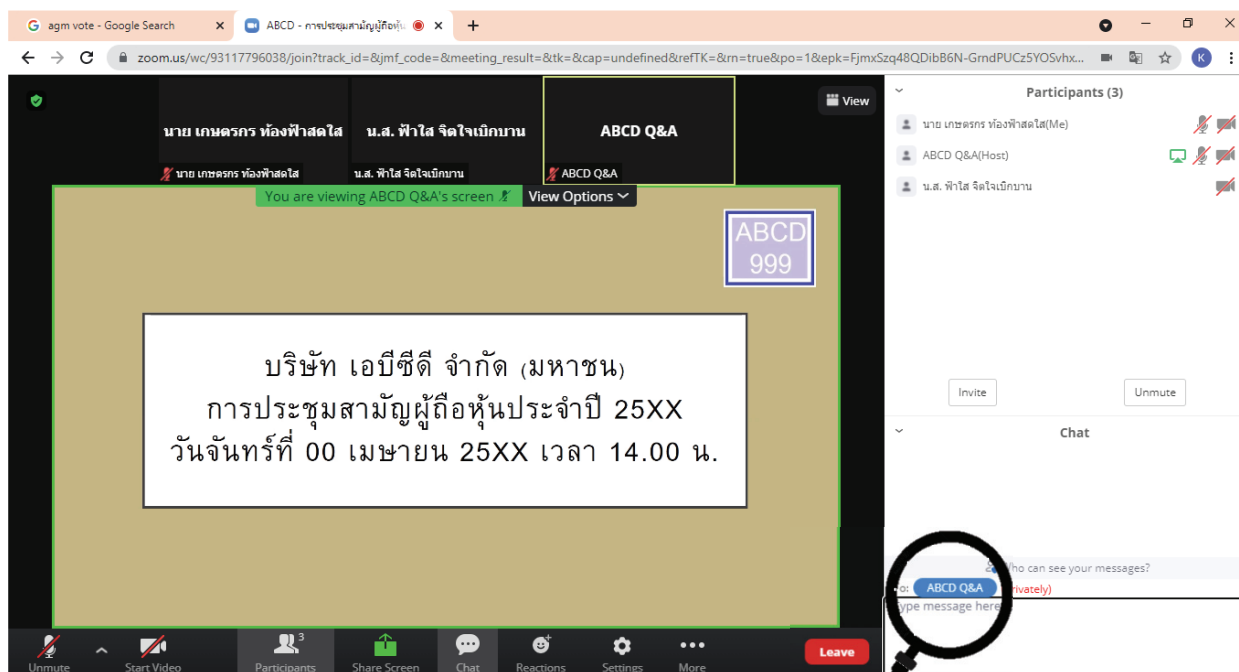 agm vote - Google Search
ABCD - การประชุมสามัญผู้ถือหุ้น
zoom.us/wc/93117796038/join?track_id=&jmf_code=&meeting_result=&tk=&cap=undefined&refTK=&rn=true&po=1&epk=FjmxSzq48QDibB6N-GrndPUCz5YOSvhx...
K
View
นาย เกษตรกร ท้องฟ้าสดใส
น.ส. ฟ้าใส จิตใจเบิกบาน
ABCD Q&A
นาย เกษตรกร ท้องฟ้าสดใส
น.ส. ฟ้าใส จิตใจเบิกบาน
ABCD Q&A
You are viewing ABCD Q&A's screen
View Options
ABCD
999
บริษัท เอบีซีดี จำกัด (มหาชน)
การประชุมสามัญผู้ถือหุ้นประจำปี 25XX
วันจันทร์ที่ 00 เมษายน 25XX เวลา 14.00 น.
Unmute
Start Video
Participants
3
Share Screen
Chat
Reactions
Settings
More
Leave
Participants (3)
นาย เกษตรกร ท้องฟ้าสดใส(Me)
ABCD Q&A(Host)
น.ส. ฟ้าใส จิตใจเบิกบาน
Invite
Unmute
Chat
Who can see your messages?
ABCD Q&A
Type message here